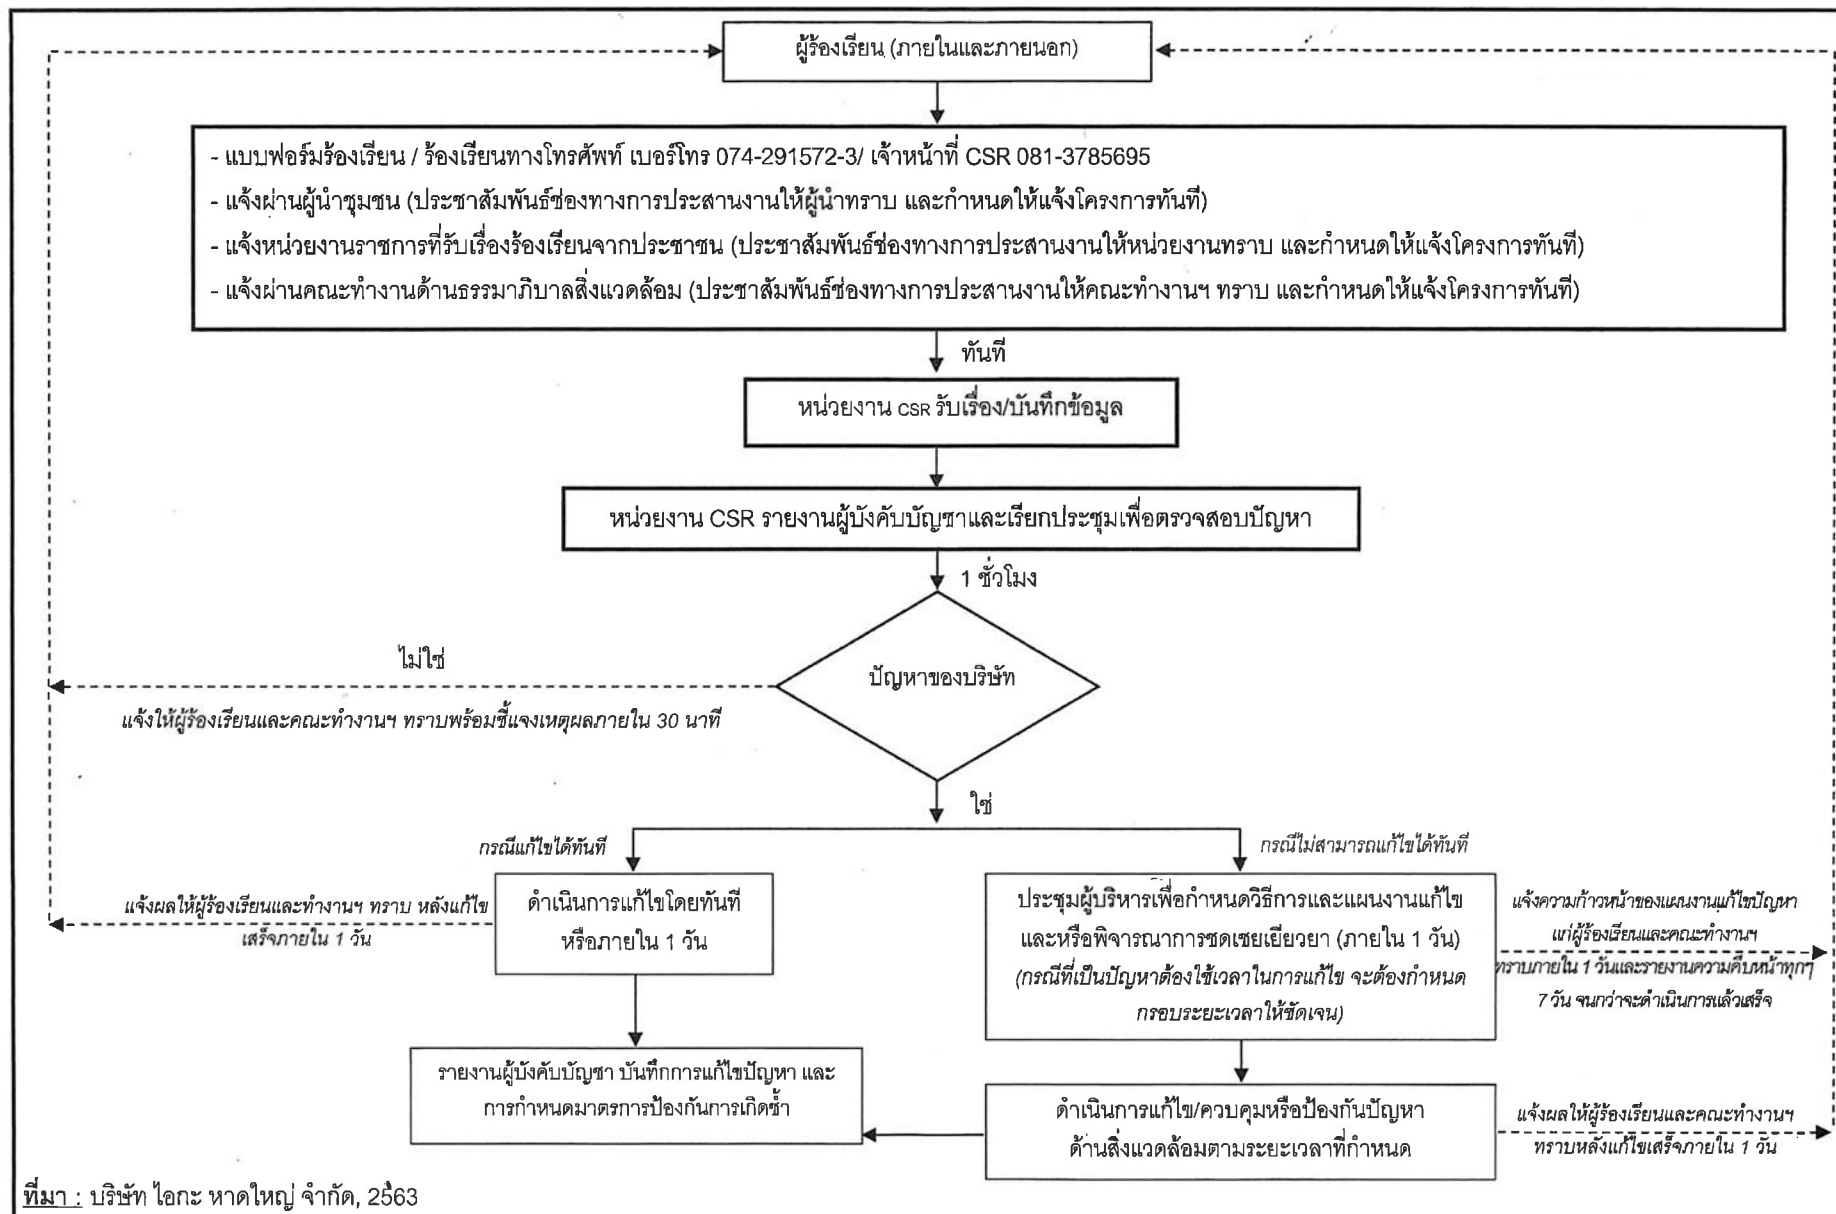 ผู้ร้องเรียน (ภายในและภายนอก)
- แบบฟอร์มร้องเรียน / ร้องเรียนทางโทรศัพท์ เบอร์โทร 074-291572-3/ เจ้าหน้าที่ CSR 081-3785695
- แจ้งผ่านผู้นำชุมชน (ประชาสัมพันธ์ช่องทางการประสานงานให้ผู้นำทราบ และกำหนดให้แจ้งโครงการทันที)
- แจ้งหน่วยงานราชการที่รับเรื่องร้องเรียนจากประชาชน (ประชาสัมพันธ์ช่องทางการประสานงานให้หน่วยงานทราบ และกำหนดให้แจ้งโครงการทันที)
- แจ้งผ่านคณะทำงานด้านธรรมาภิบาลสิ่งแวดล้อม (ประชาสัมพันธ์ช่องทางการประสานงานให้คณะทำงานฯ ทราบ และกำหนดให้แจ้งโครงการทันที)
ทันที
หน่วยงาน CSR รับเรื่อง/บันทึกข้อมูล
หน่วยงาน CSR รายงานผู้บังคับบัญชาและเรียกประชุมเพื่อตรวจสอบปัญหา
1 ชั่วโมง
ปัญหาของบริษัท
ไม่ใช่
แจ้งให้ผู้ร้องเรียนและคณะทำงานฯ ทราบพร้อมชี้แจงเหตุผลภายใน 30 นาที
ใช่
กรณีแก้ไขได้ทันที
กรณีไม่สามารถแก้ไขได้ทันที
แจ้งผลให้ผู้ร้องเรียนและทำงานฯ ทราบ หลังแก้ไข
เสร็จภายใน 1 วัน
ดำเนินการแก้ไขโดยทันที
หรือภายใน 1 วัน
ประชุมผู้บริหารเพื่อกำหนดวิธีการและแผนงานแก้ไข
และหรือพิจารณาการชดเชยเยียวยา (ภายใน 1 วัน)
(กรณีที่เป็นปัญหาต้องใช้เวลาในการแก้ไข จะต้องกำหนด
กรอบระยะเวลาให้ชัดเจน)
แจ้งความก้าวหน้าของแผนงานแก้ไขปัญหา
แก่ผู้ร้องเรียนและคณะทำงานฯ
ทราบภายใน 1 วันและรายงานความคืบหน้าทุกๆ
7 วัน จนกว่าจะดำเนินการแล้วเสร็จ
รายงานผู้บังคับบัญชา บันทึกการแก้ไขปัญหา และ
การกำหนดมาตรการป้องกันการเกิดซ้ำ
ดำเนินการแก้ไข/ควบคุมหรือป้องกันปัญหา
ด้านสิ่งแวดล้อมตามระยะเวลาที่กำหนด
แจ้งผลให้ผู้ร้องเรียนและคณะทำงานฯ
ทราบหลังแก้ไขเสร็จภายใน 1 วัน
ที่มา : บริษัท ไอกะ หาดใหญ่ จำกัด, 2563